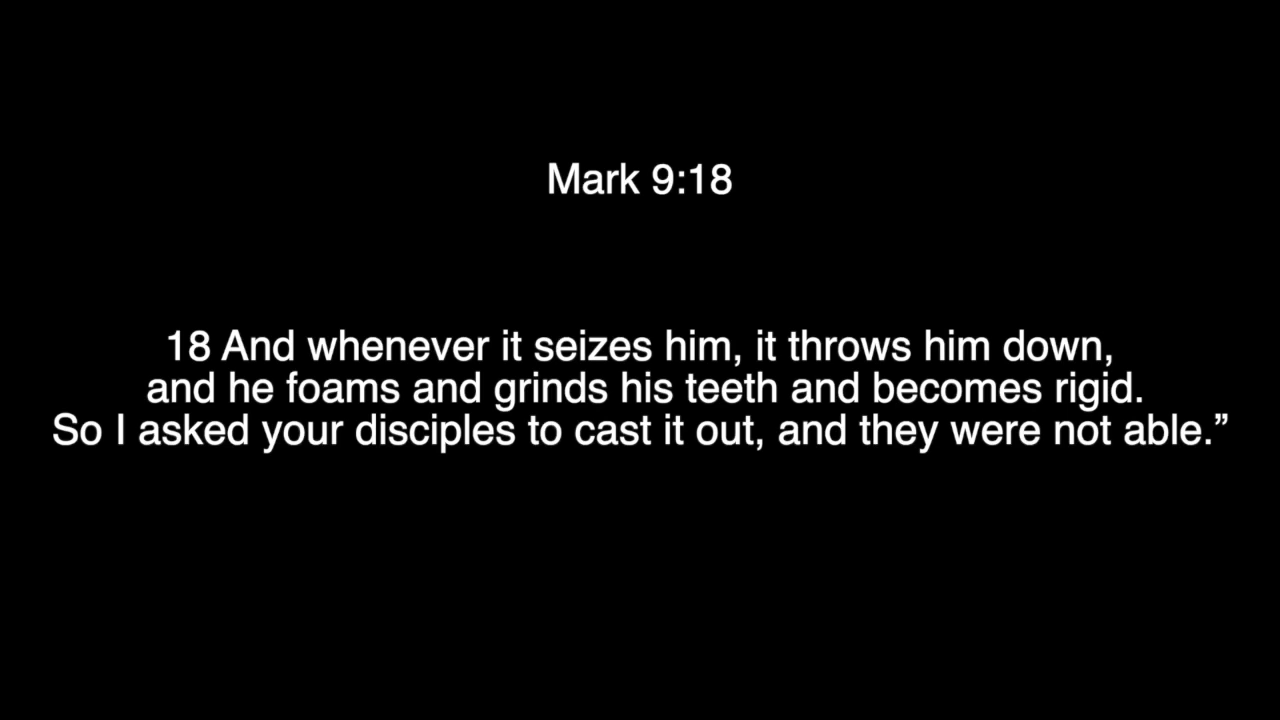 Mark 9:18
18 And whenever it seizes him, it throws him down,
and he foams and grinds his teeth and becomes rigid.
So I asked your disciples to cast it out, and they were not able.”